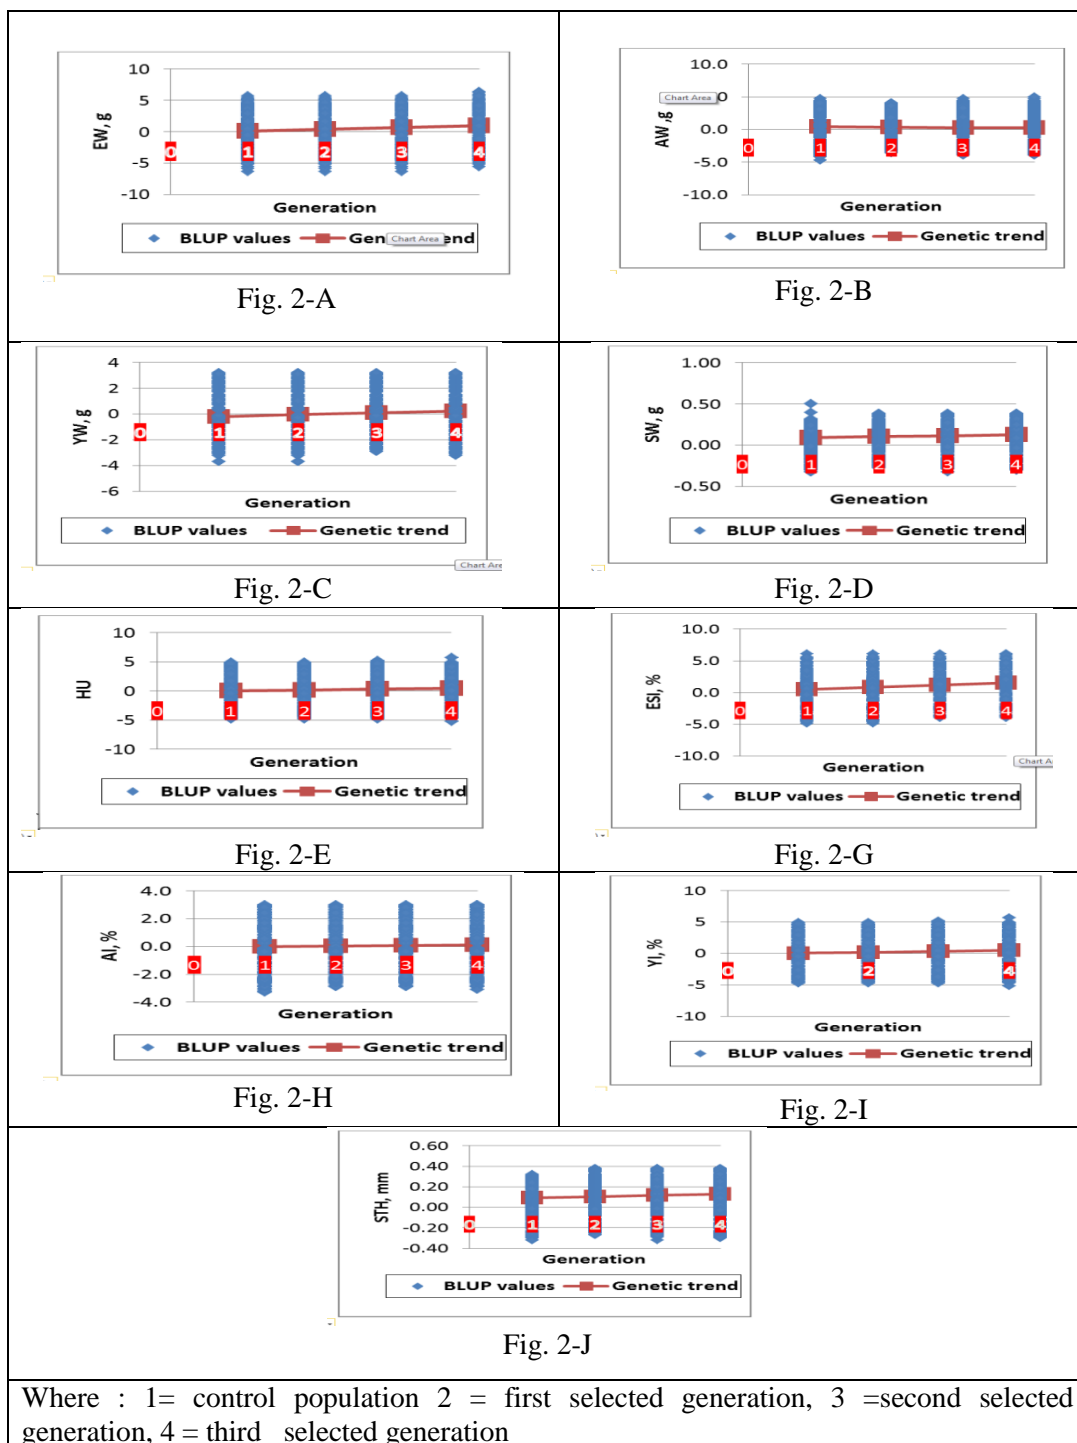 10
5
0
-5
-10
EW, g
0 1 2 3 4
Generation
BLUP values Genetic trend
Chart Area
Fig. 2-A
10.0
5.0
0.0
-5.0
-10.0
AW ,g
Chart Area
0 1 2 3 4
Generation
BLUP values Genetic trend
Fig. 2-B
4
2
0
-2
-4
-6
YW, g
0 1 2 3 4
Generation
BLUP values Genetic trend
Chart Are
Fig. 2-C
1.00
0.50
0.00
-0.50
SW, g
0 1 2 3 4
Geneation
BLUP values Genetic trend
Fig. 2-D
10
5
0
-5
-10
HU
0 1 2 3 4
Generation
BLUP values Genetic trend
Fig. 2-E
10.0
5.0
0.0
-5.0
-10.0
ESI, %
0 1 2 3 4
Generation
Chart A
BLUP values Genetic trend
Fig. 2-G
4.0
2.0
0.0
-2.0
-4.0
AI, %
0 1 2 3 4
Generation
BLUP values Genetic trend
Fig. 2-H
10
5
0
-5
-10
YI, %
0 2 4
Generation
BLUP values Genetic trend
Fig. 2-I
0.60
0.40
0.20
0.00
-0.20
-0.40
STH, mm
0 1 2 3 4
Generation
BLUP values Genetic trend
Fig. 2-J
Where : 1= control population 2 = first selected generation, 3 =second selected
generation, 4 = third selected generation